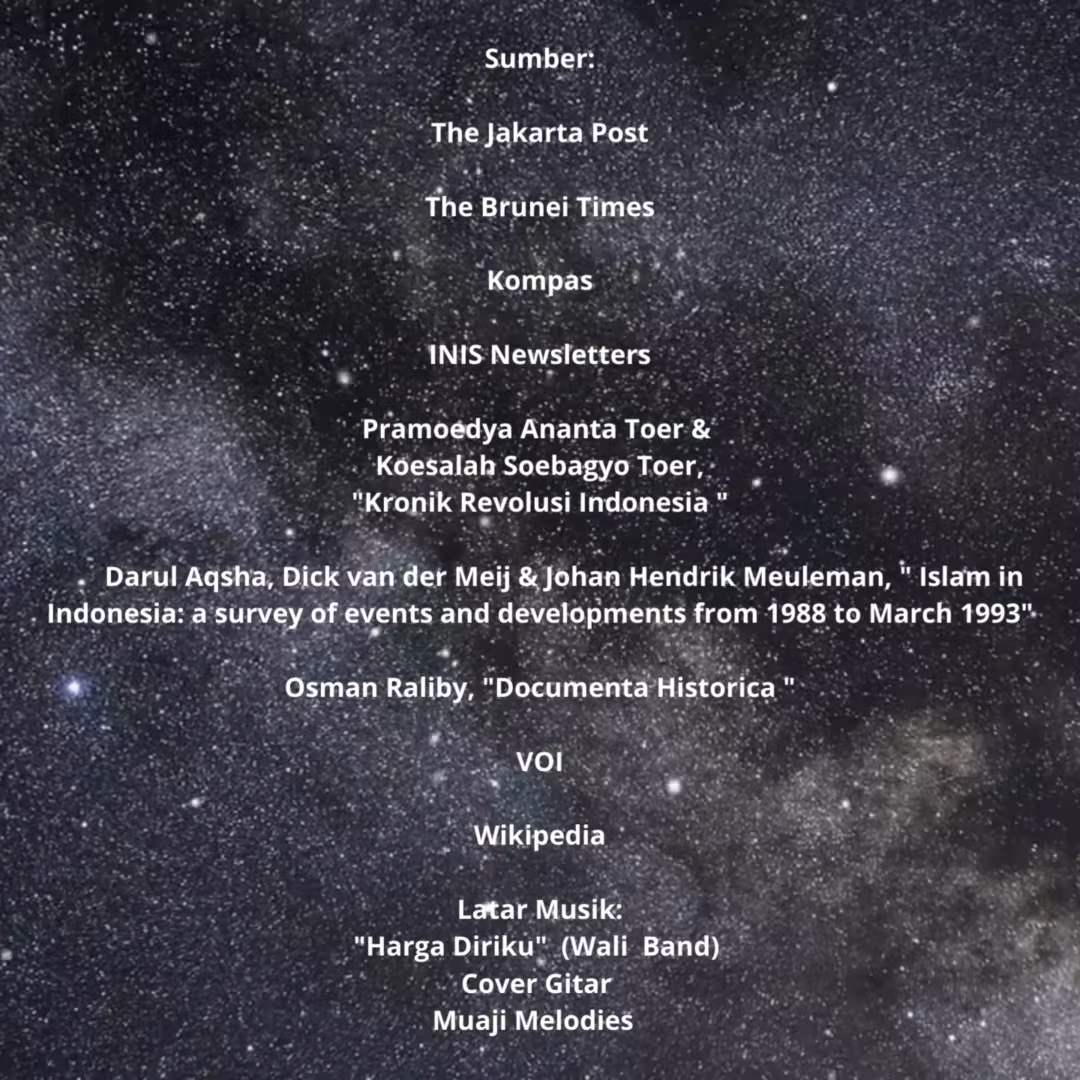 Sumber:
The Jakarta Post
The Brunei Times
Kompas
INIS Newsletters
Pramoedya Ananta Toer &
Koesalah Soebagyo Toer,
"Kronik Revolusi Indonesia "
Darul Aqsha, Dick van der Meij & Johan Hendrik Meuleman, " Islam in
Indonesia: a survey of events and developments from 1988 to March 1993"
Osman Raliby, "Documenta Historica "
VOI
Wikipedia
Latar Musik:
"Harga Diriku"  (Wali  Band)
Cover Gitar
Muaji Melodies